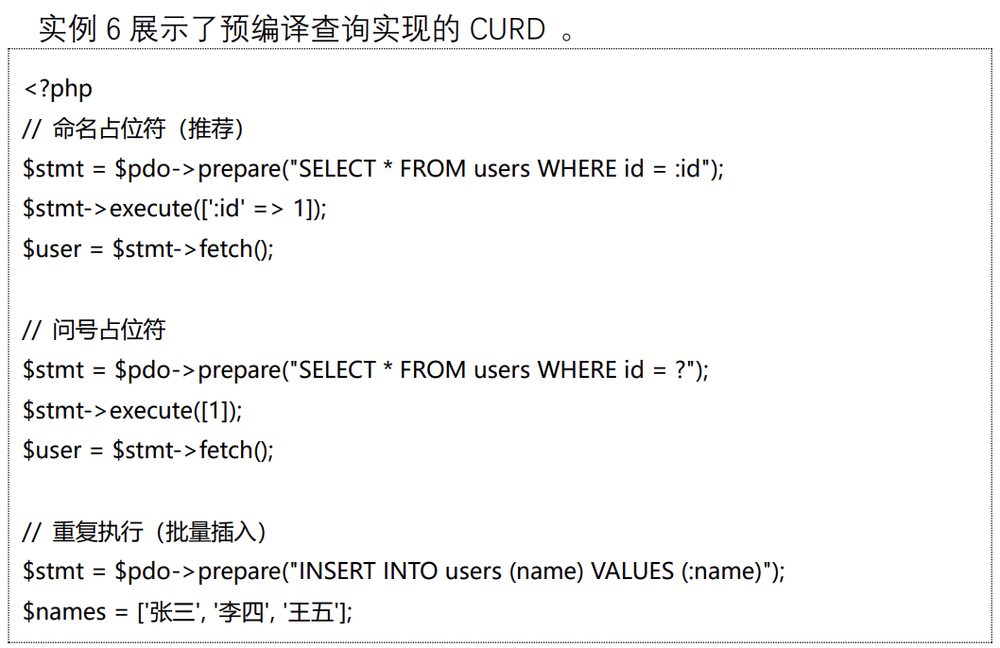 实例 6 展示了预编译查询实现的 CURD 。
<?php
// 命名占位符（推荐）
$stmt = $pdo->prepare("SELECT * FROM users WHERE id = :id");
$stmt->execute([':id' => 1]);
$user = $stmt->fetch();
// 问号占位符
$stmt = $pdo->prepare("SELECT * FROM users WHERE id = ?");
$stmt->execute([1]);
$user = $stmt->fetch();
// 重复执行（批量插入）
$stmt = $pdo->prepare("INSERT INTO users (name) VALUES (:name)");
$names = ['张三', '李四', '王五'];